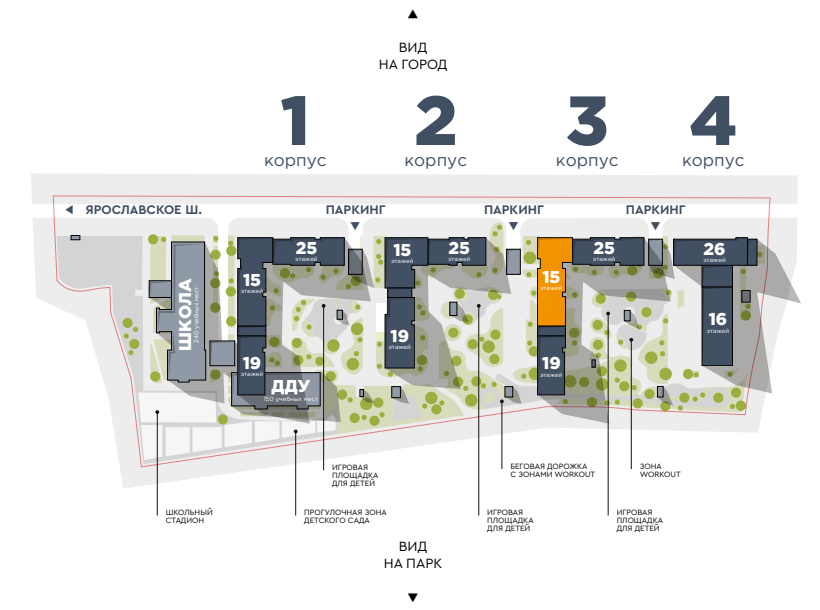 ВИД
НА ГОРОД
1
корпус
2
корпус
3
корпус
4
корпус
ЯРОСЛАВСКОЕ Ш.
ПАРКИНГ
ПАРКИНГ
ПАРКИНГ
25
этажей
15
этажей
25
этажей
15
этажей
25
этажей
26
этажей
15
этажей
ШКОЛА
16
этажей
19
этажей
19
этажей
19
этажей
ДДУ
150 учебных мест
ИГРОВАЯ
ПЛОЩАДКА
ДЛЯ ДЕТЕЙ
БЕГОВАЯ ДОРОЖКА
С ЗОНАМИ WORKOUT
ЗОНА
WORKOUT
ШКОЛЬНЫЙ
СТАДИОН
ПРОГУЛОЧНАЯ ЗОНА
ДЕТСКОГО САДА
ИГРОВАЯ
ПЛОЩАДКА
ДЛЯ ДЕТЕЙ
ИГРОВАЯ
ПЛОЩАДКА
ДЛЯ ДЕТЕЙ
ВИД
НА ПАРК